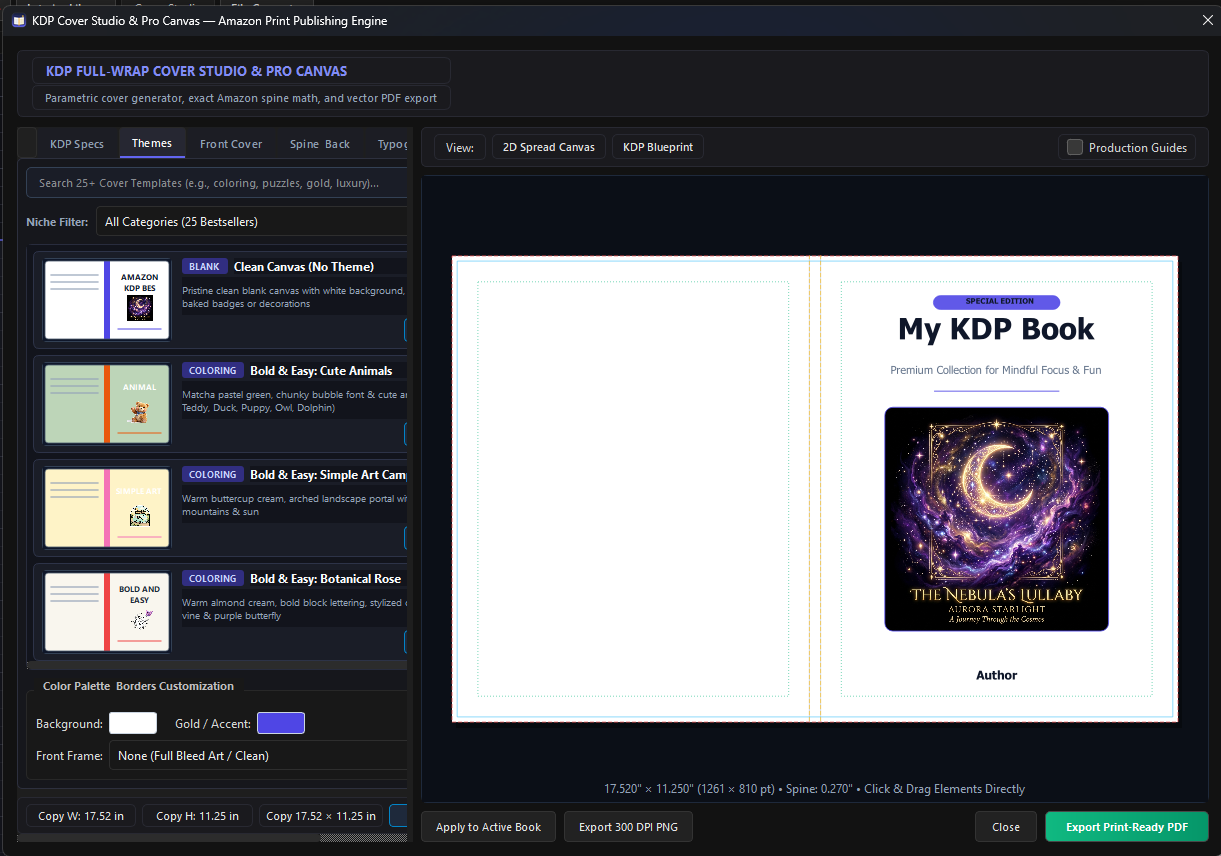 KDP Cover Studio & Pro Canvas — Amazon Print Publishing Engine
KDP FULL-WRAP COVER STUDIO & PRO CANVAS
Parametric cover generator, exact Amazon spine math, and vector PDF export
KDP Specs
Themes
Front Cover
Spine Back
Typog
Search 25+ Cover Templates (e.g., coloring, puzzles, gold, luxury)...
Niche Filter:
All Categories (25 Bestsellers)
AMAZON
KDP BES
BLANK
Clean Canvas (No Theme)
Pristine clean blank canvas with white background,
baked badges or decorations
ANIMAL
COLORING
Bold & Easy: Cute Animals
Matcha pastel green, chunky bubble font & cute
Teddy, Duck, Puppy, Owl, Dolphin)
SIMPLE ART
COLORING
Bold & Easy: Simple Art Cam
Warm buttercup cream, arched landscape portal
mountains & sun
BOLD AND
EASY
COLORING
Bold & Easy: Botanical Rose
Warm almond cream, bold block lettering, stylized
vine & purple butterfly
Color Palette Borders Customization
Background:
Gold / Accent:
Front Frame:
None (Full Bleed Art / Clean)
Copy W: 17.52 in
Copy H: 11.25 in
Copy 17.52 × 11.25 in
View:
2D Spread Canvas
KDP Blueprint
Production Guides
SPECIAL EDITION
My KDP Book
Premium Collection for Mindful Focus & Fun
THE NEBULA'S LULLABY
AURORA STARLIGHT
A Journey Through the Cosmos
Author
17.520" × 11.250" (1261 × 810 pt) • Spine: 0.270" • Click & Drag Elements Directly
Apply to Active Book
Export 300 DPI PNG
Close
Export Print-Ready PDF